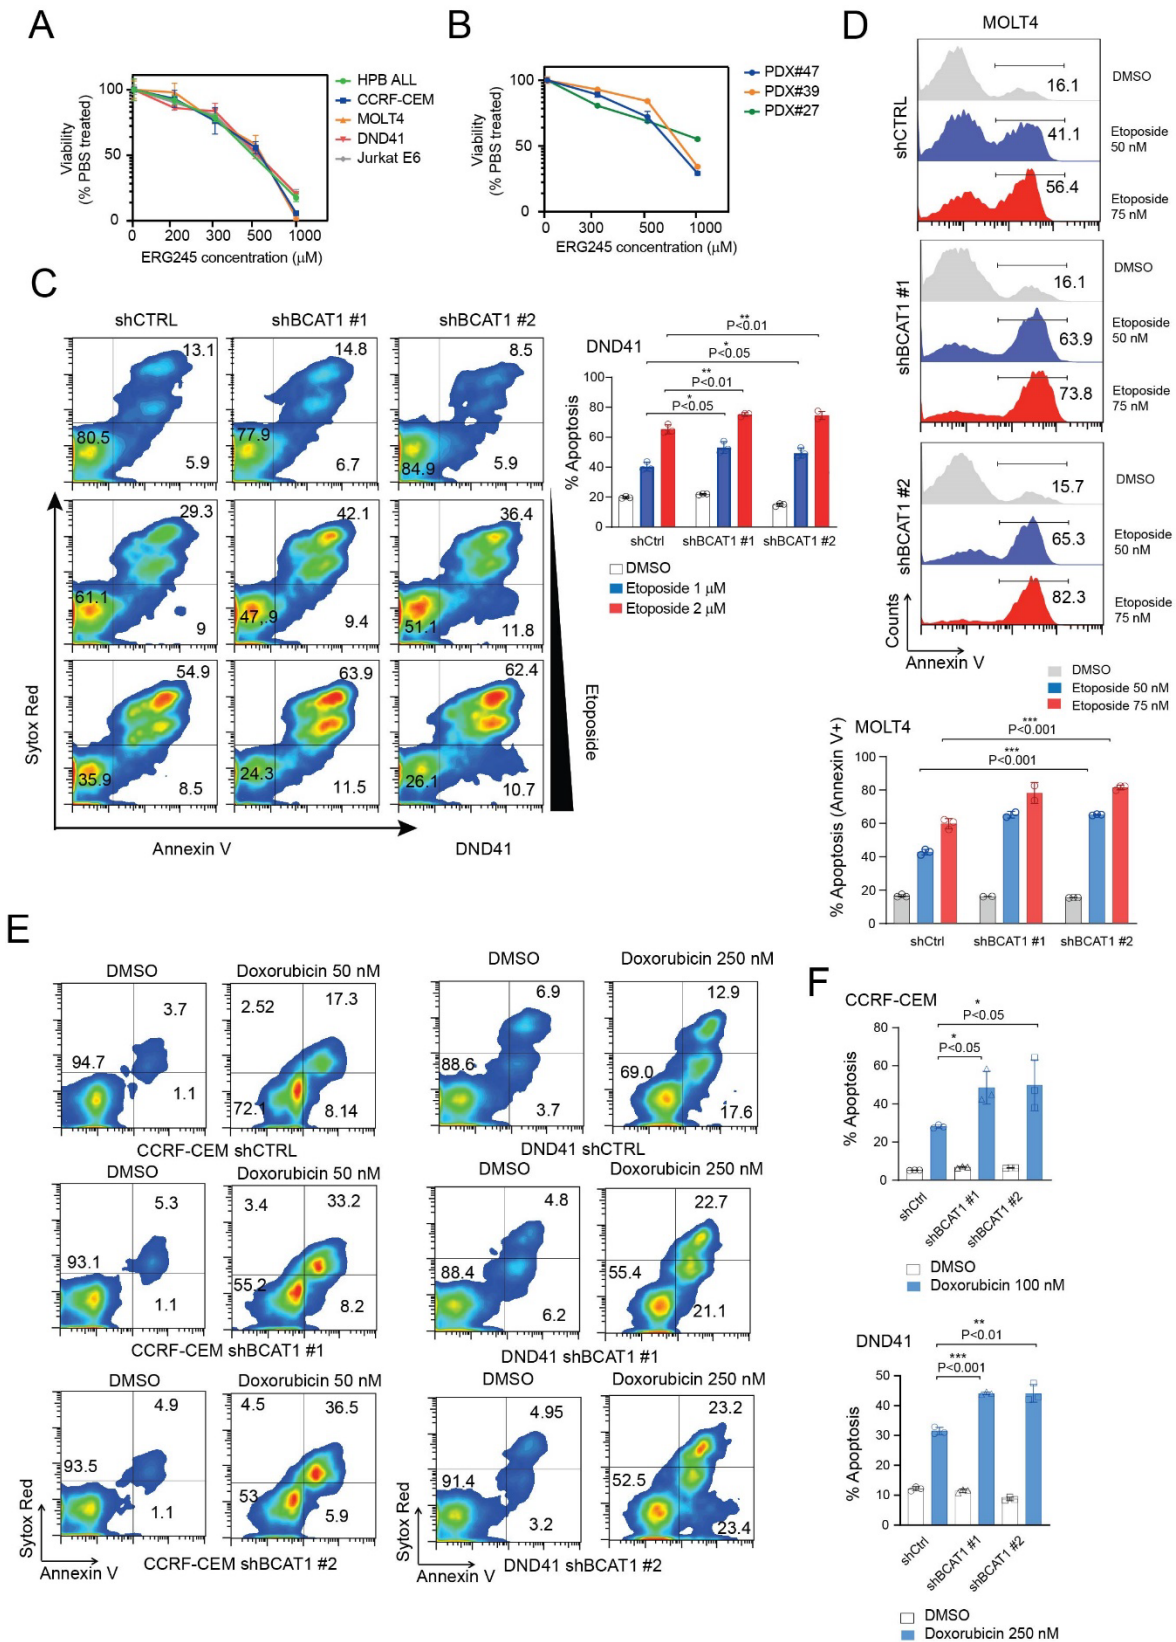 A
Viability
(% PBS treated)
100
50
0
0 200 300 500 1000
ERG245 concentration (μM)
HPB ALL
CCRF-CEM
MOLT4
DND41
Jurkat E6
B
Viability
(% PBS treated)
100
50
0
0 300 500 1000
ERG245 concentration (μM)
PDX#47
PDX#39
PDX#27
C
shCTRL shBCAT1 #1 shBCAT1 #2
13.1 14.8 8.5
80.5 77.9 84.9
5.9 6.7 5.9
29.3 42.1 36.4
61.1 47,.9 51.1
9 9.4 11.8
54.9 63.9 62.4
35.9 24.3 26.1
8.5 11.5 10.7
Sytox Red
Annexin V DND41
Etoposide
DND41
**
P<0.01
*
P<0.05
**
P<0.01
*
P<0.05
% Apoptosis
100
80
60
40
20
0
shCtrl shBCAT1 #1 shBCAT1 #2
DMSO
Etoposide 1 μM
Etoposide 2 μM
D
MOLT4
shCTRL
16.1 DMSO
41.1 Etoposide
50 nM
56.4 Etoposide
75 nM
shBCAT1 #1
16.1 DMSO
63.9 Etoposide
50 nM
73.8 Etoposide
75 nM
shBCAT1 #2
15.7 DMSO
65.3 Etoposide
50 nM
82.3 Etoposide
75 nM
Counts
Annexin V
DMSO
Etoposide 50 nM
Etoposide 75 nM
MOLT4
***
P<0.001
***
P<0.001
% Apoptosis (Annexin V+)
100
80
60
40
20
0
shCtrl shBCAT1 #1 shBCAT1 #2
E
DMSO Doxorubicin 50 nM DMSO Doxorubicin 250 nM
3.7 2.52 17.3 6.9 12.9
94.7 72.1 88.6 69.0
1.1 8.14 3.7 17.6
CCRF-CEM shCTRL DND41 shCTRL
DMSO Doxorubicin 50 nM DMSO Doxorubicin 250 nM
5.3 3.4 33.2 4.8 22.7
93.1 55.2 88.4 55.4
1.1 8.2 6.2 21.1
CCRF-CEM shBCAT1 #1 DND41 shBCAT1 #1
DMSO Doxorubicin 50 nM DMSO Doxorubicin 250 nM
4.9 4.5 36.5 4.95 23.2
93.5 53 91.4 52.5
1.1 5.9 3.2 23.4
Sytox Red Sytox Red
Annexin V CCRF-CEM shBCAT1 #2 Annexin V DND41 shBCAT1 #2
F
CCRF-CEM
*
P<0.05
*
P<0.05
% Apoptosis
80
60
40
20
0
shCtrl shBCAT1 #1 shBCAT1 #2
DMSO
Doxorubicin 100 nM
DND41
**
P<0.01
***
P<0.001
% Apoptosis
50
40
30
20
10
0
shCtrl shBCAT1 #1 shBCAT1 #2
DMSO
Doxorubicin 250 nM